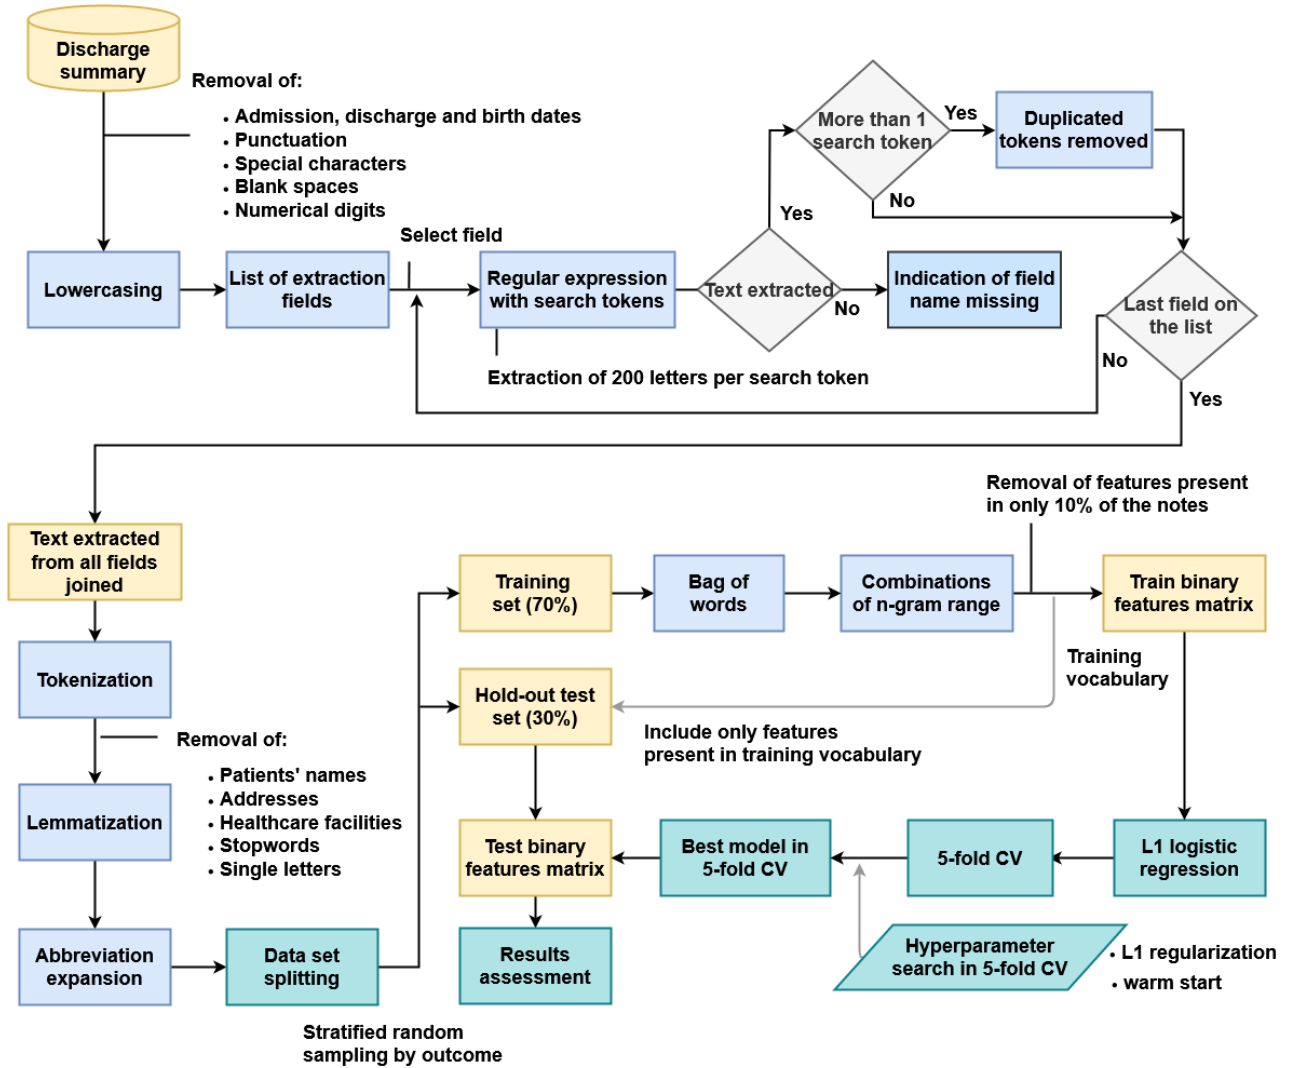 Discharge
summary
Removal of:
• Admission, discharge and birth dates
• Punctuation
• Special characters
• Blank spaces
• Numerical digits
More than 1
search token
Yes
Duplicated
tokens removed
No
Yes
Select field
Lowercasing
List of extraction
fields
Regular expression
with search tokens
Text extracted
No
Indication of field
name missing
Last field on
the list
No
Yes
Extraction of 200 letters per search token
Removal of features present
in only 10% of the notes
Text extracted
from all fields
joined
Training
set (70%)
Bag of
words
Combinations
of n-gram range
Train binary
features matrix
Training
vocabulary
Tokenization
Hold-out test
set (30%)
Include only features
present in training vocabulary
Removal of:
• Patients' names
• Addresses
• Healthcare facilities
• Stopwords
• Single letters
Lemmatization
Test binary
features matrix
Best model in
5-fold CV
5-fold CV
L1 logistic
regression
Abbreviation
expansion
Data set
splitting
Results
assessment
Hyperparameter
search in 5-fold CV
• L1 regularization
• warm start
Stratified random
sampling by outcome